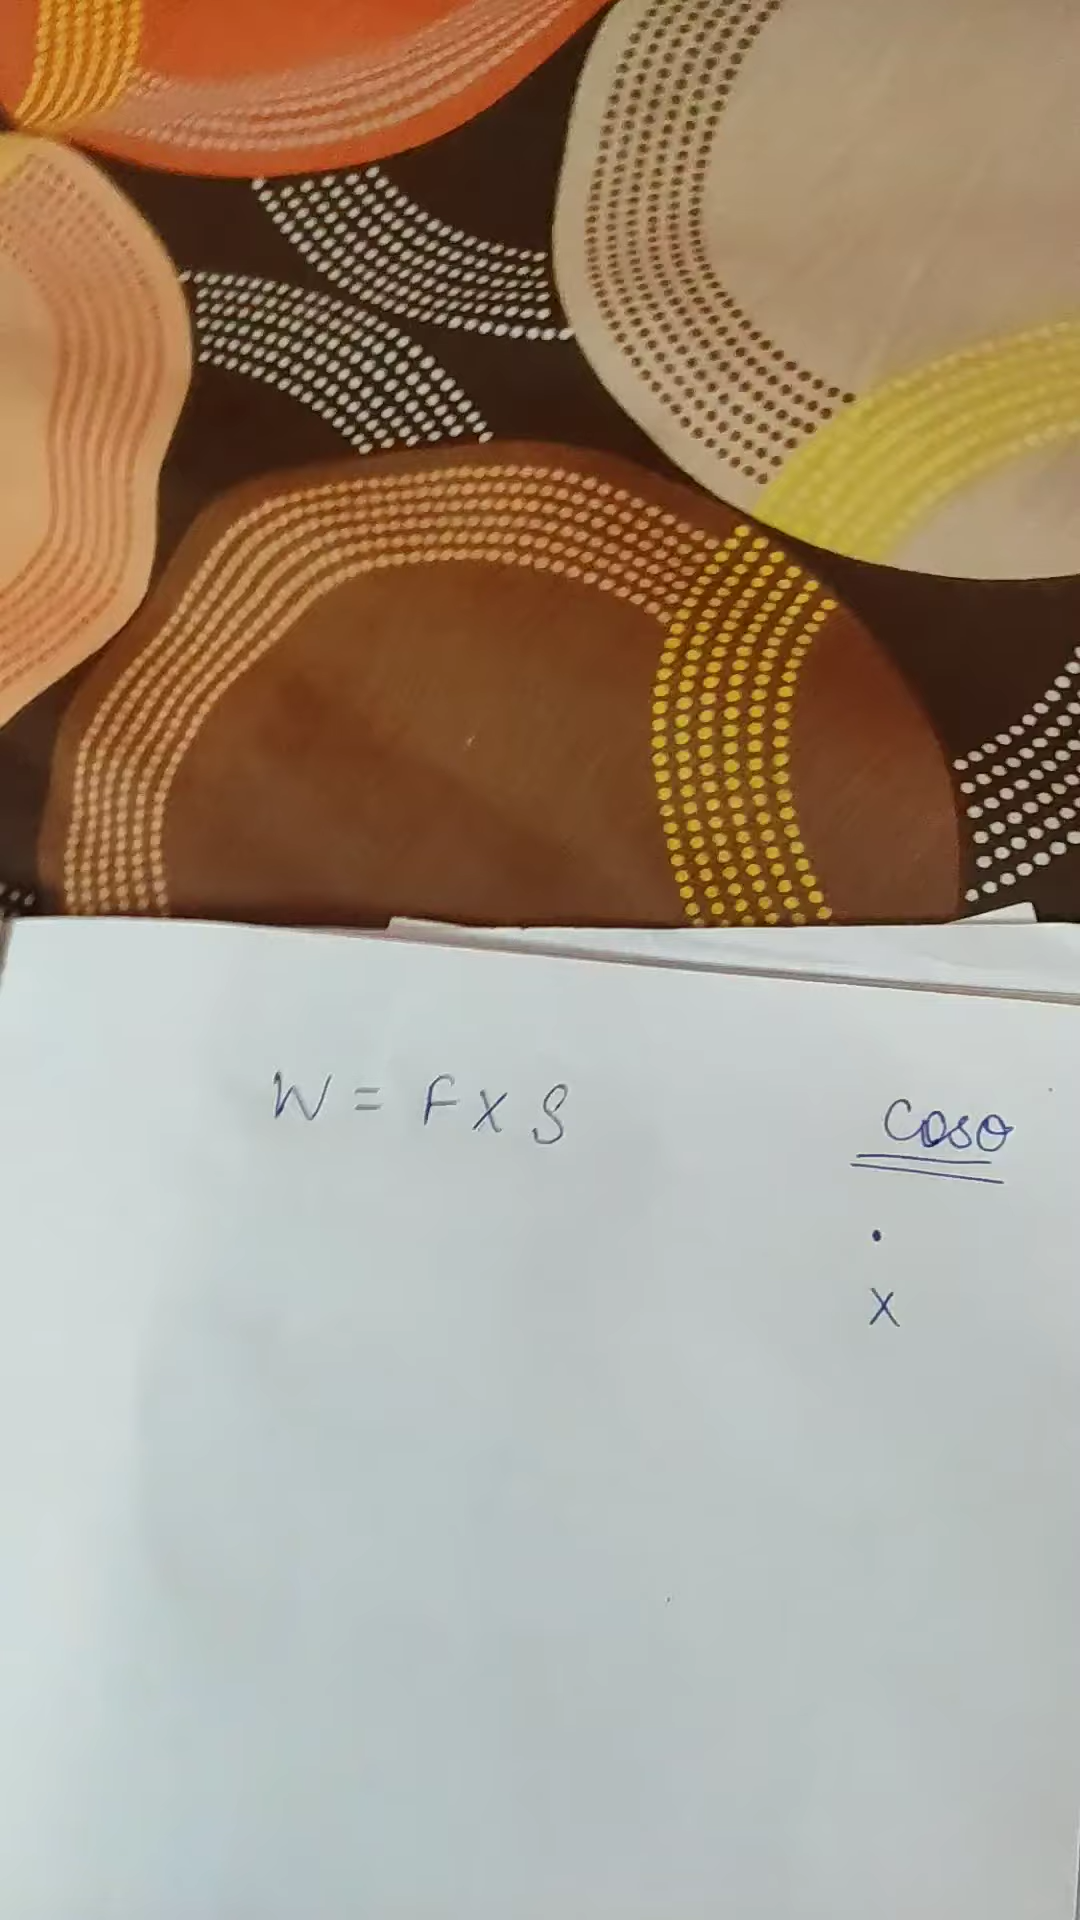 W = F X S
Cosθ
.
X